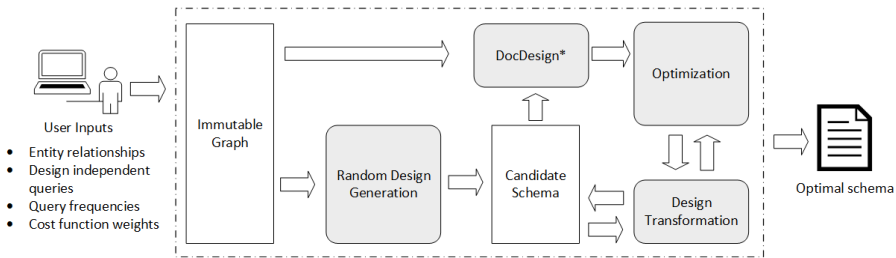 User Inputs
• Entity relationships
• Design independent
queries
• Query frequencies
• Cost function weights
Immutable
Graph
Random Design
Generation
DocDesign*
Candidate
Schema
Optimization
Design
Transformation
Optimal schema